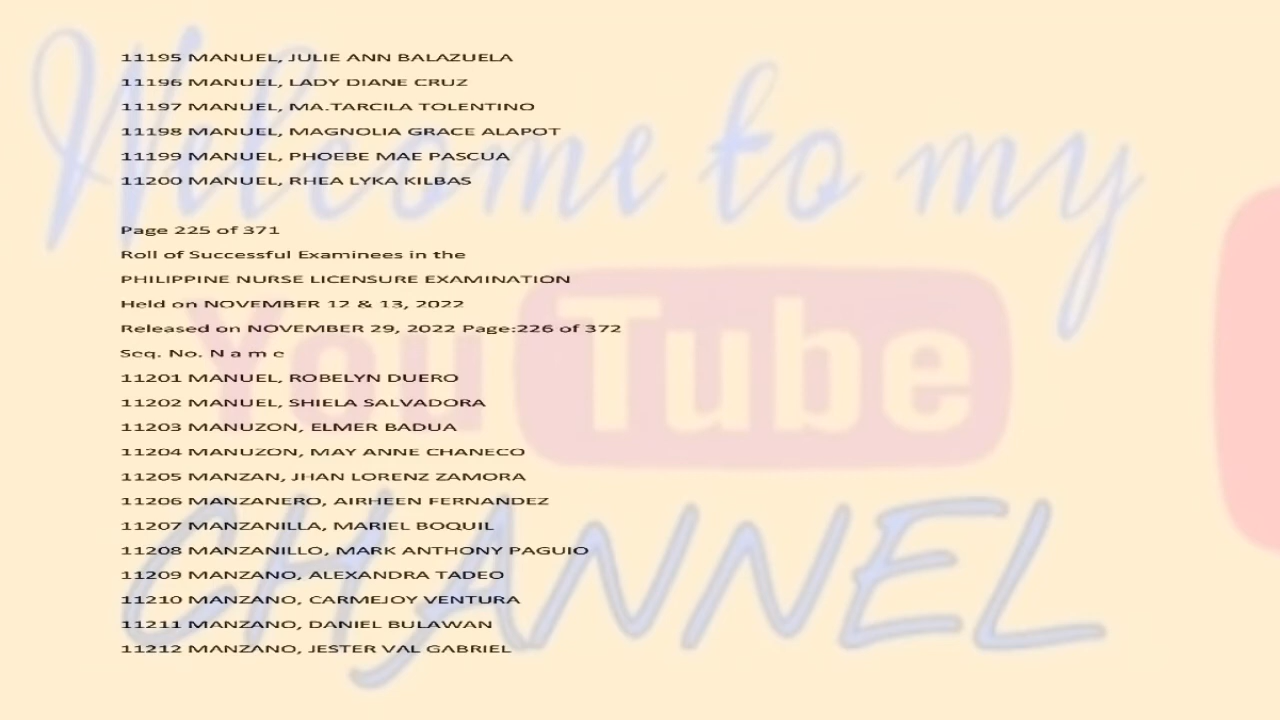 Welcome to my
YouTube
CHANNEL
11195 MANUEL, JULIE ANN BALAZUELA
11196 MANUEL, LADY DIANE CRUZ
11197 MANUEL, MA.TARCILA TOLENTINO
11198 MANUEL, MAGNOLIA GRACE ALAPOT
11199 MANUEL, PHOEBE MAE PASCUA
11200 MANUEL, RHEA LYKA KILBAS
Page 225 of 371
Roll of Successful Examinees in the
PHILIPPINE NURSE LICENSURE EXAMINATION
Held on NOVEMBER 12 & 13, 2022
Released on NOVEMBER 29, 2022 Page:226 of 372
Seq. No. N a m e
11201 MANUEL, ROBELYN DUERO
11202 MANUEL, SHIELA SALVADORA
11203 MANUZON, ELMER BADUA
11204 MANUZON, MAY ANNE CHANECO
11205 MANZAN, JHAN LORENZ ZAMORA
11206 MANZANERO, AIRHEEN FERNANDEZ
11207 MANZANILLA, MARIEL BOQUIL
11208 MANZANILLO, MARK ANTHONY PAGUIO
11209 MANZANO, ALEXANDRA TADEO
11210 MANZANO, CARMEJOY VENTURA
11211 MANZANO, DANIEL BULAWAN
11212 MANZANO, JESTER VAL GABRIEL